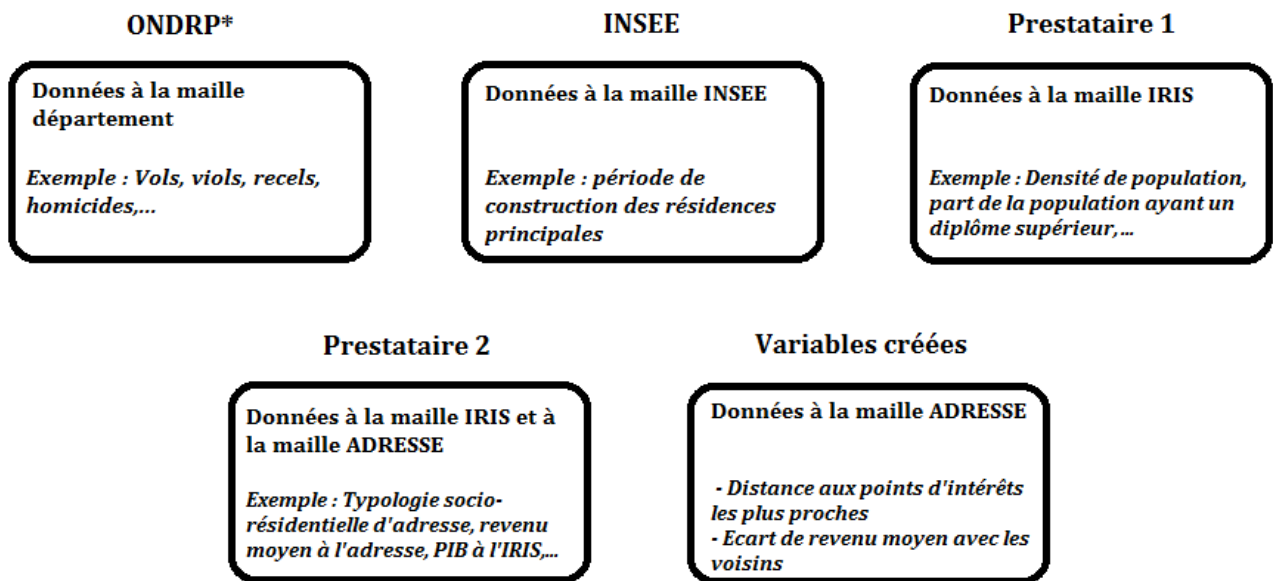 ONDRP*
Données à la maille
département
Exemple : Vols, viols, recels,
homicides,...
INSEE
Données à la maille INSEE
Exemple : période de
construction des résidences
principales
Prestataire 1
Données à la maille IRIS
Exemple : Densité de population,
part de la population ayant un
diplôme supérieur,...
Prestataire 2
Données à la maille IRIS et à
la maille ADRESSE
Exemple : Typologie socio-
résidentielle d'adresse, revenu
moyen à l'adresse, PIB à l'IRIS,...
Variables créées
Données à la maille ADRESSE
- Distance aux points d'intérêts
les plus proches
- Ecart de revenu moyen avec les
voisins